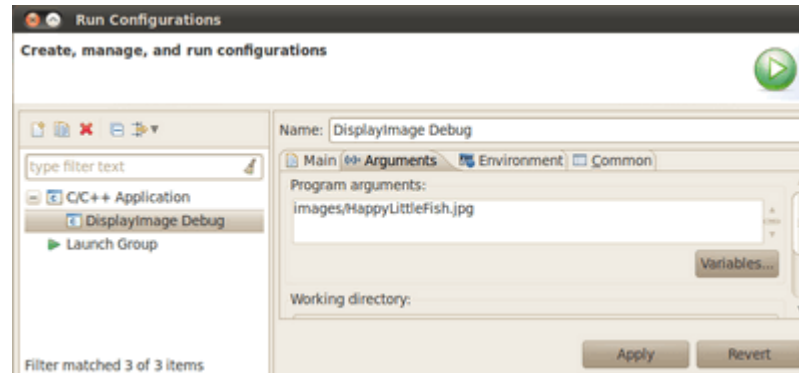 Run Configurations
Create, manage, and run configurations
type filter text
C/C++ Application
DisplayImage Debug
Launch Group
Filter matched 3 of 3 items
Name: DisplayImage Debug
Main Arguments Environment Common
Program arguments:
images/HappyLittleFish.jpg
Variables...
Working directory:
Apply Revert